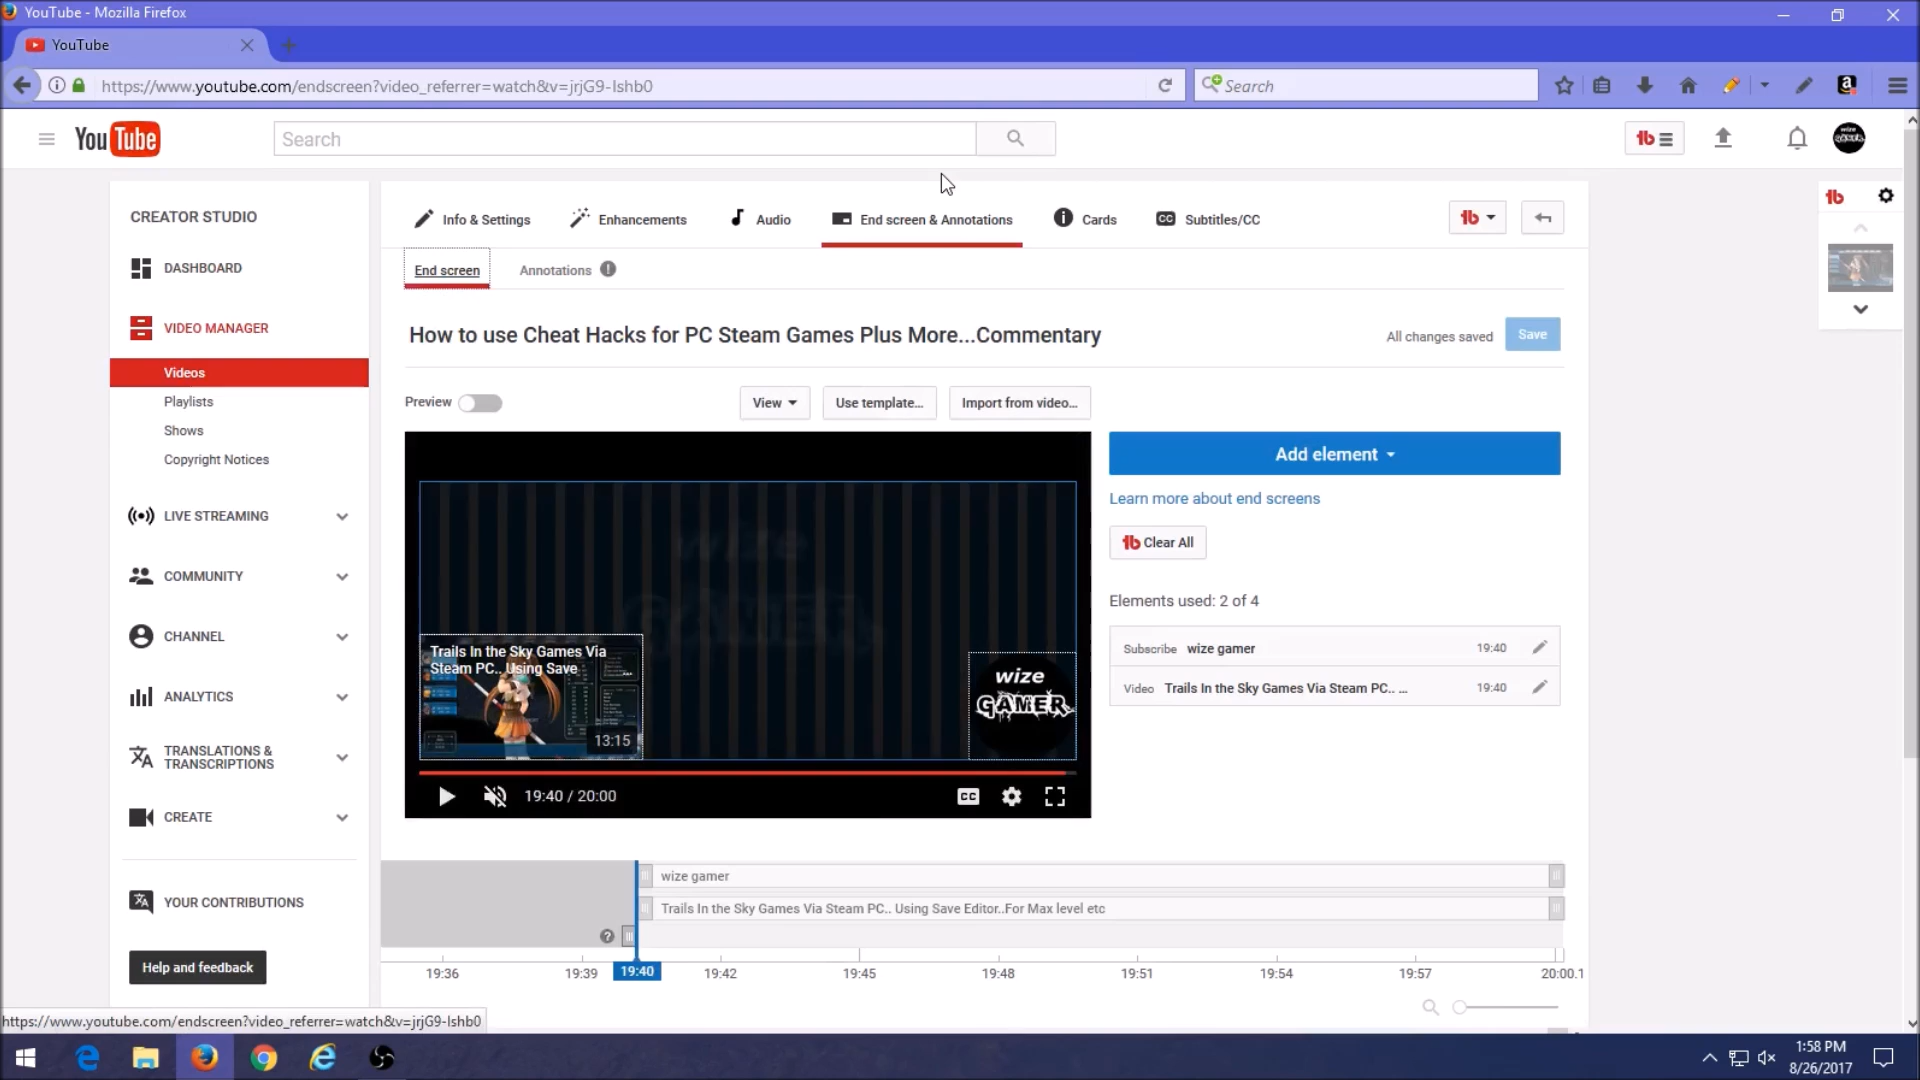 YouTube - Mozilla Firefox
YouTube
https://www.youtube.com/endscreen?video_referrer=watch&v=jrjG9-Ishb0
Search
YouTube
Search
CREATOR STUDIO
DASHBOARD
VIDEO MANAGER
Videos
Playlists
Shows
Copyright Notices
LIVE STREAMING
COMMUNITY
CHANNEL
ANALYTICS
TRANSLATIONS &
TRANSCRIPTIONS
CREATE
YOUR CONTRIBUTIONS
Help and feedback
Info & Settings
Enhancements
Audio
End screen & Annotations
Cards
CC
Subtitles/CC
End screen
Annotations
How to use Cheat Hacks for PC Steam Games Plus More...Commentary
All changes saved
Save
Preview
View
Use template...
Import from video...
wize
GAMER
Trails In the Sky Games Via
Steam PC.. Using Save
13:15
wize
GAMER
19:40 / 20:00
CC
Add element
Learn more about end screens
Clear All
Elements used: 2 of 4
Subscribe wize gamer 19:40
Video Trails In the Sky Games Via Steam PC.. ... 19:40
wize gamer
Trails In the Sky Games Via Steam PC.. Using Save Editor..For Max level etc
19:36
19:39
19:40
19:42
19:45
19:48
19:51
19:54
19:57
20:00.1
https://www.youtube.com/endscreen?video_referrer=watch&v=jrjG9-Ishb0
1:58 PM
8/26/2017